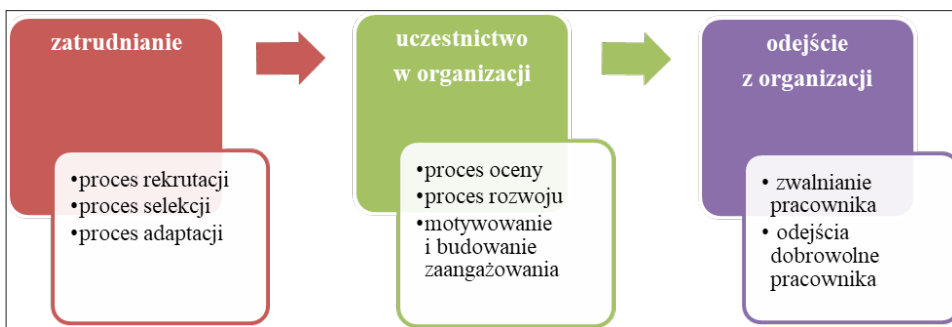 zatrudnianie
•proces rekrutacji
•proces selekcji
•proces adaptacji
uczestnictwo
w organizacji
•proces oceny
•proces rozwoju
•motywowanie
i budowanie
zaangażowania
odejście
z organizacji
• zwalnianie
pracownika
• odejścia
dobrowolne
pracownika